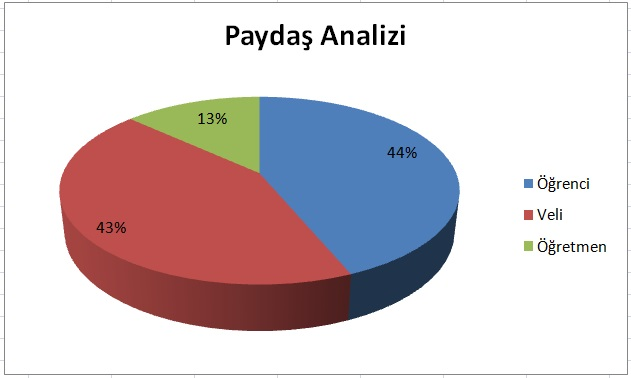 Paydaş Analizi
13%
44%
43%
Öğrenci
Veli
Öğretmen